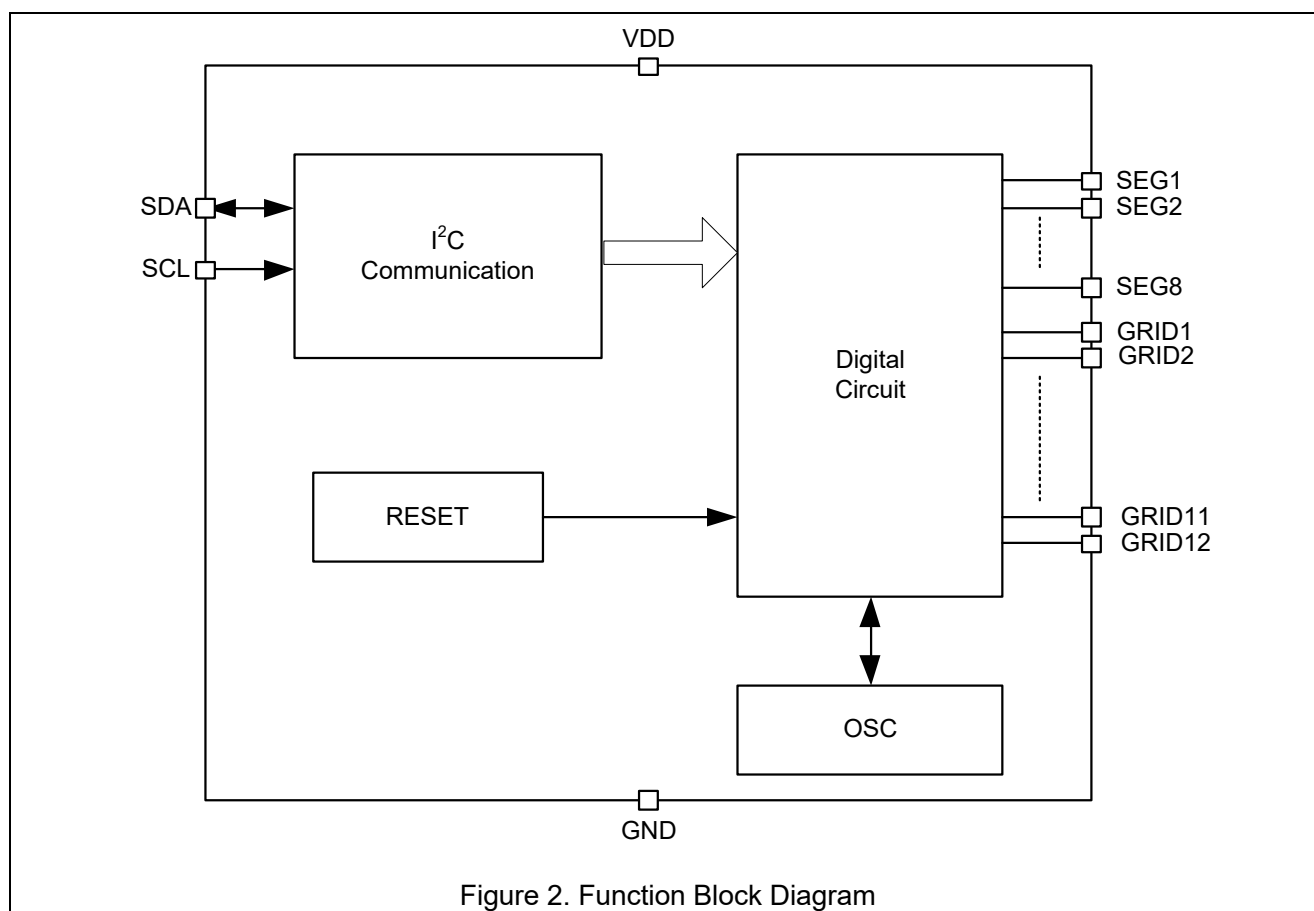 VDD
SDA
SCL
I²C
Communication
Digital
Circuit
RESET
OSC
SEG1
SEG2
SEG8
GRID1
GRID2
GRID11
GRID12
GND
Figure 2. Function Block Diagram